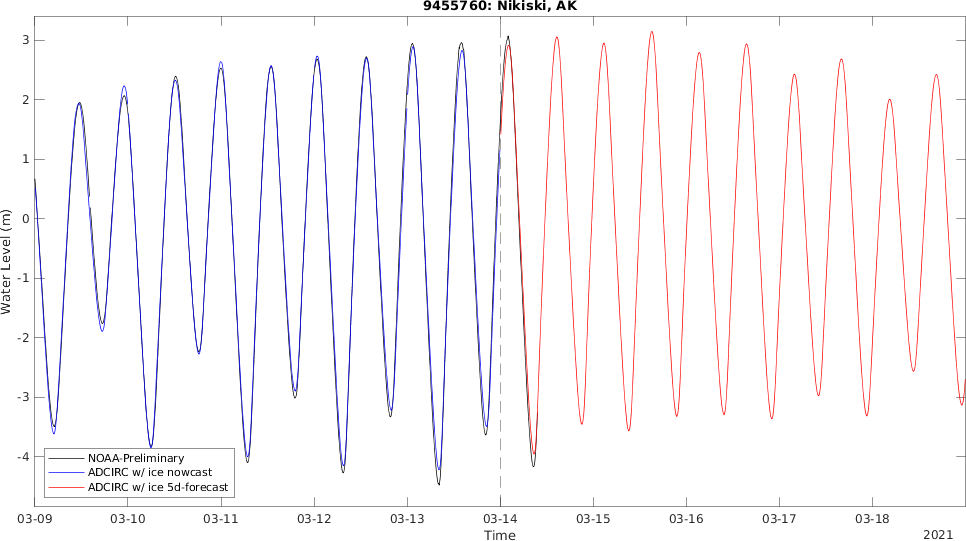 9455760: Nikiski, AK
Water Level (m)
3
2
1
0
-1
-2
-3
-4
NOAA-Preliminary
ADCIRC w/ ice nowcast
ADCIRC w/ ice 5d-forecast
03-09 03-10 03-11 03-12 03-13 03-14 03-15 03-16 03-17 03-18
Time
2021